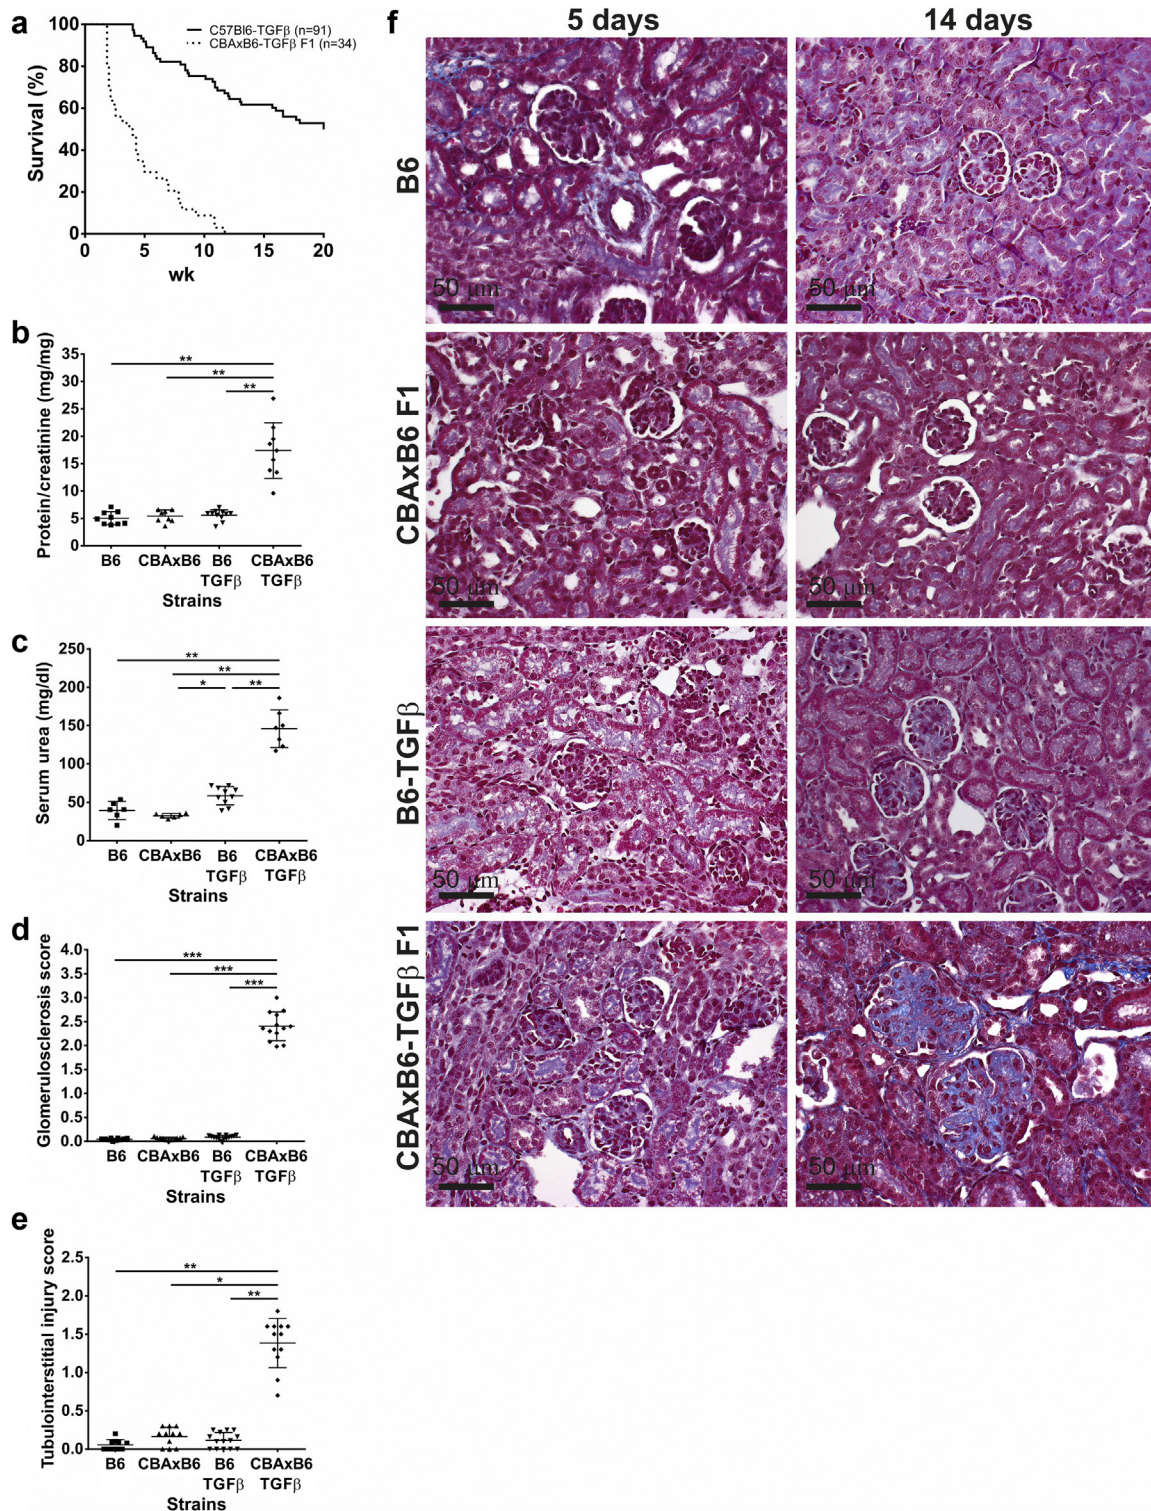 a
C57Bl6-TGFβ (n=91)
CBAxB6-TGFβ F1 (n=34)
Survival (%)
100
80
60
40
20
0
0 5 10 15 20
wk
b
Protein/creatinine (mg/mg)
35
30
25
20
15
10
5
0
**
**
**
B6 CBAxB6 B6 CBAxB6
TGFβ TGFβ
Strains
c
Serum urea (mg/dl)
250
200
150
100
50
0
**
**
* **
B6 CBAxB6 B6 CBAxB6
TGFβ TGFβ
Strains
d
Glomerulosclerosis score
4.0
3.5
3.0
2.5
2.0
1.5
1.0
0.5
0.0
***
***
***
B6 CBAxB6 B6 CBAxB6
TGFβ TGFβ
Strains
e
Tubulointerstitial injury score
2.5
2.0
1.5
1.0
0.5
0.0
**
*
**
B6 CBAxB6 B6 CBAxB6
TGFβ TGFβ
Strains
f
5 days 14 days
B6
50 µm 50 µm
CBAxB6 F1
50 µm 50 µm
B6-TGFβ
50 µm 50 µm
CBAxB6-TGFβ F1
50 µm 50 µm